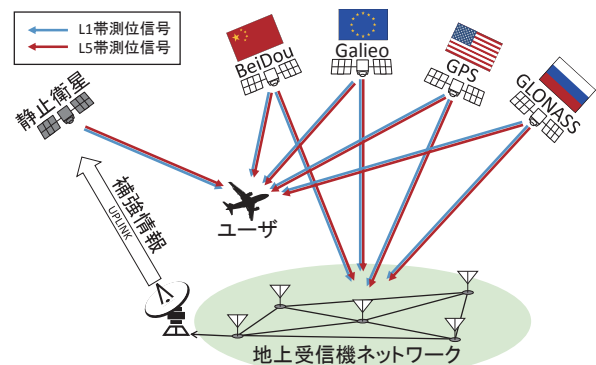 L1帯測位信号
L5帯測位信号
BeiDou
Galieo
GPS
GLONASS
静止衛星
補強情報
UPLINK
ユーザ
地上受信機ネットワーク